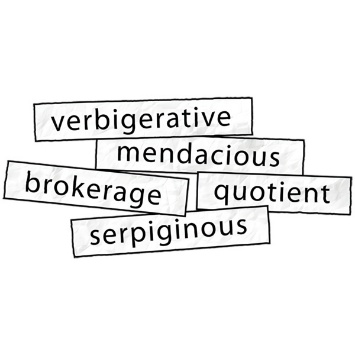 verbigerative
mendacious
brokerage quotient
serpiginous